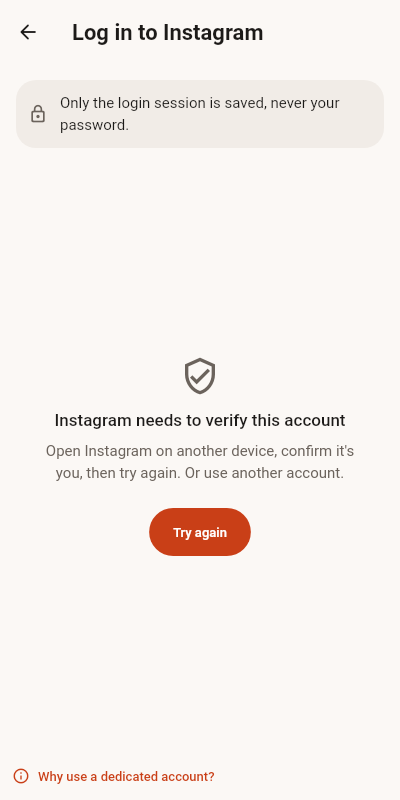 Log in to Instagram
Only the login session is saved, never your
password.
Instagram needs to verify this account
Open Instagram on another device, confirm it's
you, then try again. Or use another account.
Try again
Why use a dedicated account?